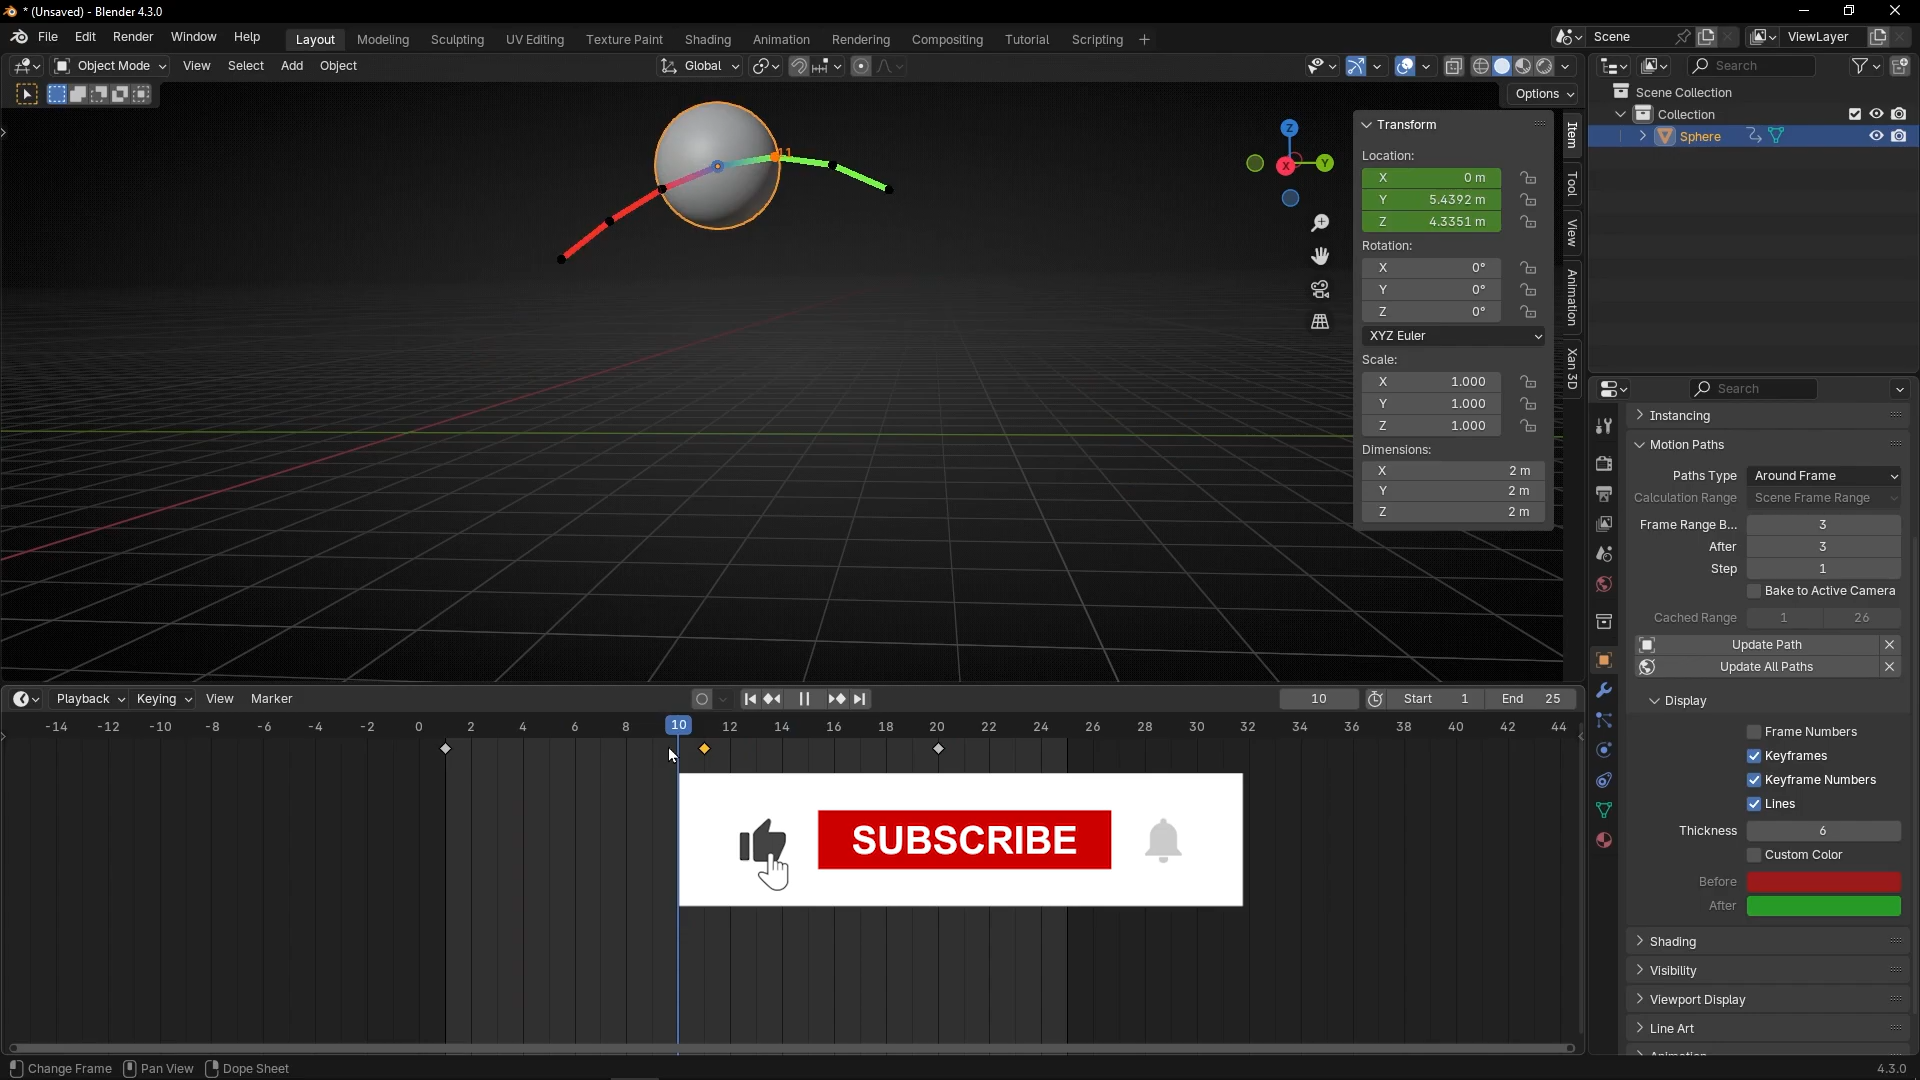 * (Unsaved) - Blender 4.3.0
File Edit Render Window Help Layout Modeling Sculpting UV Editing Texture Paint Shading Animation Rendering Compositing Tutorial Scripting + Scene ViewLayer
Object Mode View Select Add Object Global Search
Options
Scene Collection
Collection
Sphere
Transform
Location:
X 0 m
Y 5.4392 m
Z 4.3351 m
Rotation:
X 0°
Y 0°
Z 0°
XYZ Euler
Scale:
X 1.000
Y 1.000
Z 1.000
Dimensions:
X 2 m
Y 2 m
Z 2 m
Item
Tool
View
Animation
Xan 3D
Z
Y
X
11
Search
Instancing
Motion Paths
Paths Type Around Frame
Calculation Range Scene Frame Range
Frame Range B... 3
After 3
Step 1
Bake to Active Camera
Cached Range 1 26
Update Path
Update All Paths
Display
Frame Numbers
Keyframes
Keyframe Numbers
Lines
Thickness 6
Custom Color
Before
After
Shading
Visibility
Viewport Display
Line Art
Playback Keying View Marker 10 Start 1 End 25
-14 -12 -10 -8 -6 -4 -2 0 2 4 6 8 10 12 14 16 18 20 22 24 26 28 30 32 34 36 38 40 42 44
SUBSCRIBE
Change Frame Pan View Dope Sheet 4.3.0